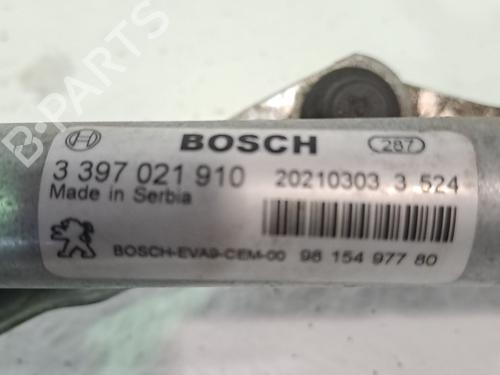 BOSCH 287
3 397 021 910 20210303 3 524
Made in Serbia
BOSCH-EVA9-CEM-00 98 154 977 80
B-PARTS